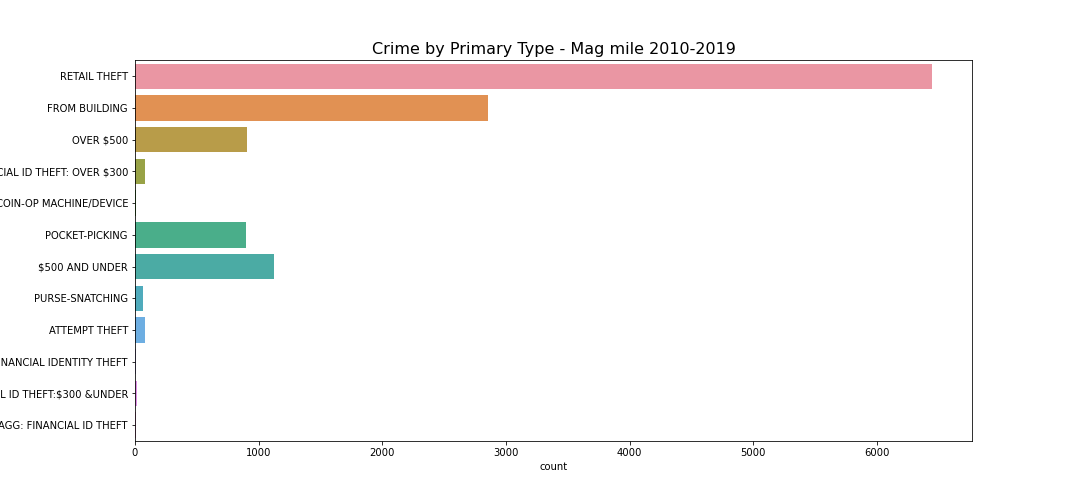 Crime by Primary Type - Mag mile 2010-2019
RETAIL THEFT
FROM BUILDING
OVER $500
ID THEFT: OVER $300
COIN-OP MACHINE/DEVICE
POCKET-PICKING
$500 AND UNDER
PURSE-SNATCHING
ATTEMPT THEFT
IDENTITY THEFT
ID THEFT:$300 &UNDER
AGG: FINANCIAL ID THEFT
0 1000 2000 3000 4000 5000 6000
count